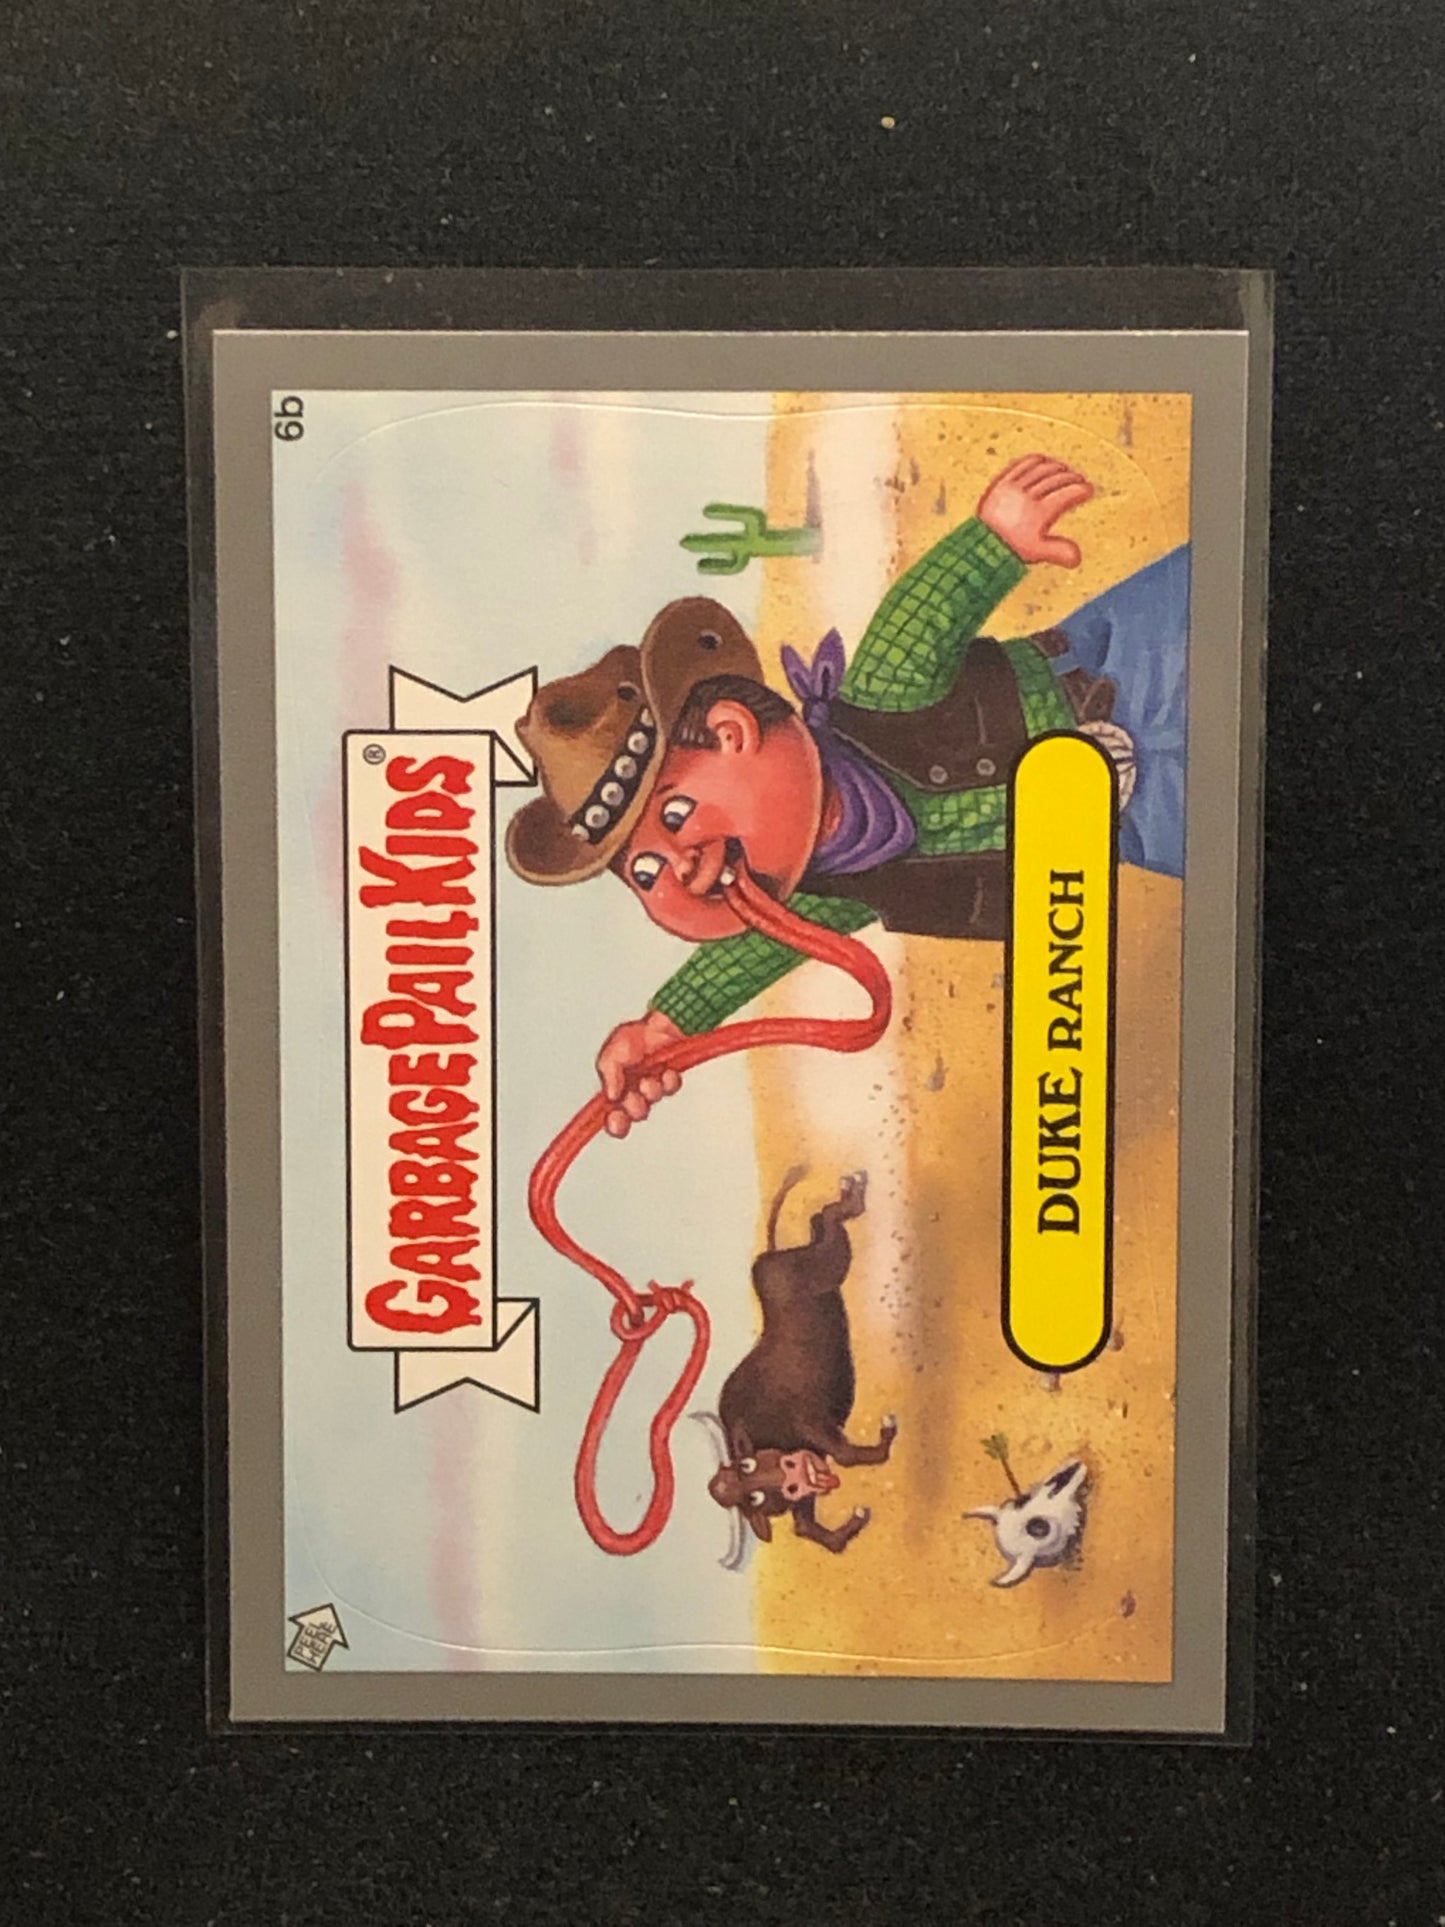 6b
GARBAGE PAIL KIDS®
PEEL
HERE
DUKE RANCH